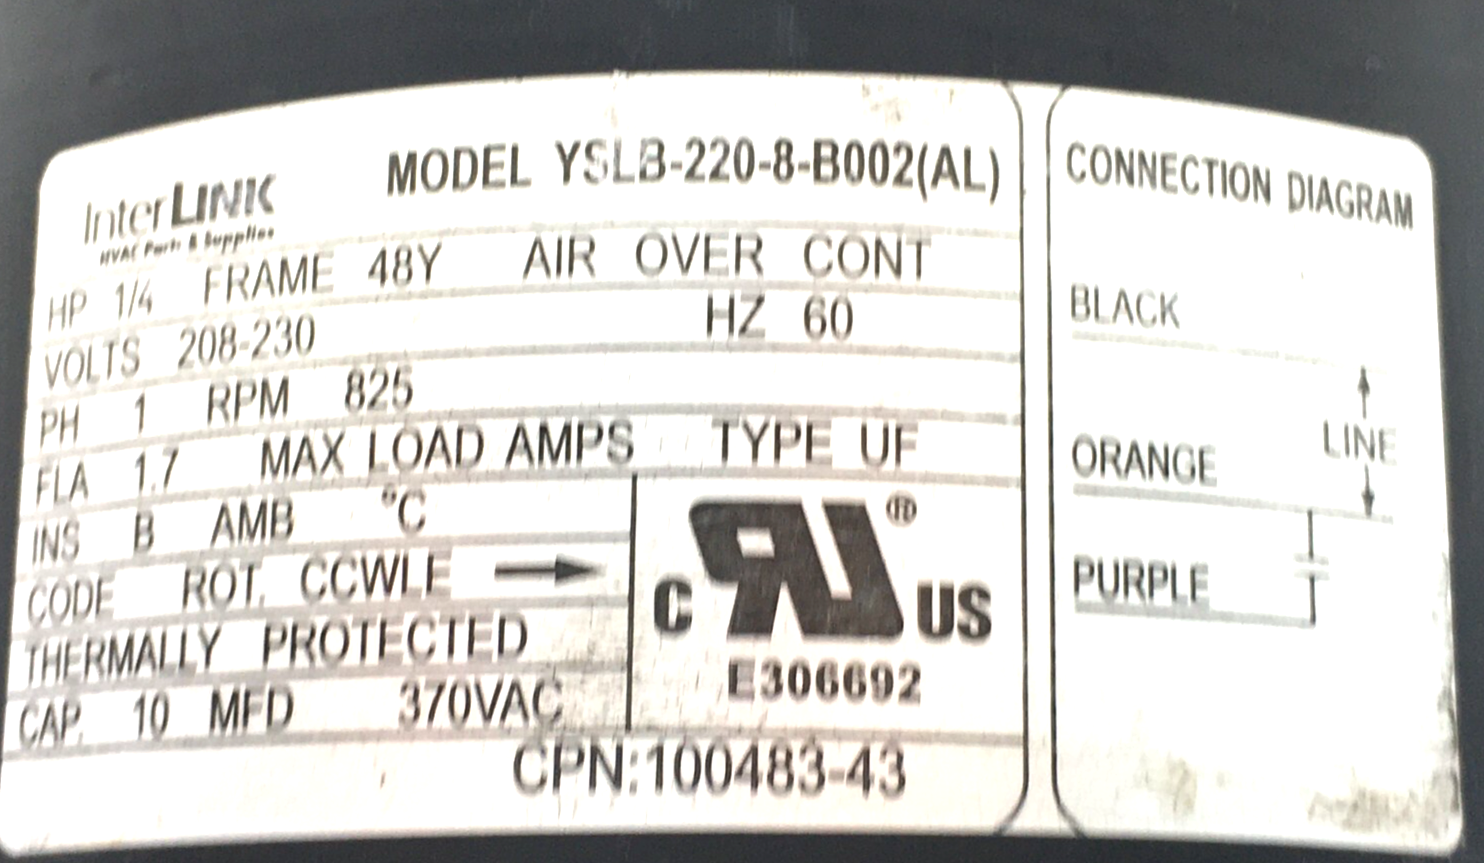 InterLINK
HVAC Parts & Supplies
MODEL YSLB-220-8-B002(AL)
HP 1/4 FRAME 48Y AIR OVER CONT
VOLTS 208-230 HZ 60
PH 1 RPM 825
FLA 1.7 MAX LOAD AMPS TYPE UF
INS B AMB °C
CODE ROT. CCWLE →
THERMALLY PROTECTED
CAP. 10 MFD 370VAC
C RU® US
E306692
CPN:100483-43
CONNECTION DIAGRAM
BLACK
LINE
ORANGE
PURPLE